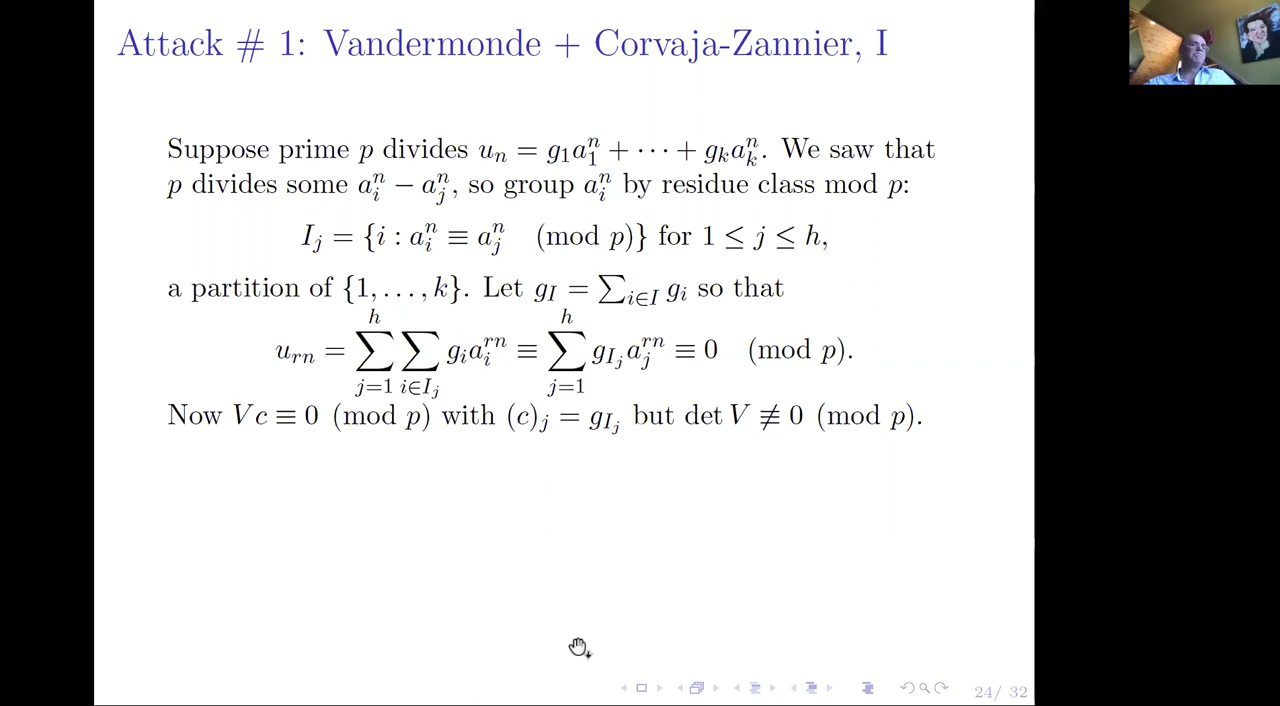 Attack # 1: Vandermonde + Corvaja-Zannier, I
Suppose prime p divides u_n = g_1a_1^n + ⋯ + g_ka_k^n. We saw that
p divides some a_i^n − a_j^n, so group a_i^n by residue class mod p:
I_j = {i : a_i^n ≡ a_j^n (mod p)} for 1 ≤ j ≤ h,
a partition of {1, . . . , k}. Let g_I = ∑_{i∈I} g_i so that
u_{rn} = ∑_{j=1}^{h} ∑_{i∈I_j} g_i a_i^{rn} ≡ ∑_{j=1}^{h} g_{I_j} a_j^{rn} ≡ 0 (mod p).
Now Vc ≡ 0 (mod p) with (c)_j = g_{I_j} but det V ≢ 0 (mod p).
24/ 32